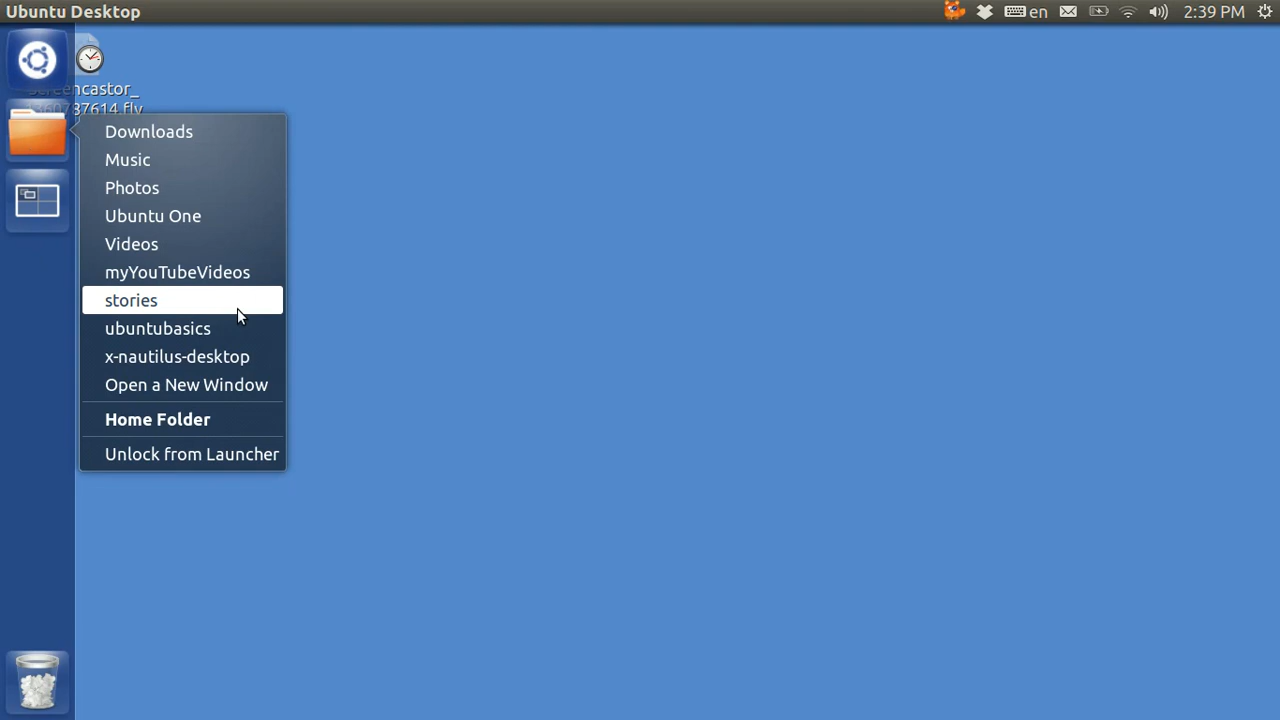 Ubuntu Desktop
en
2:39 PM
screencastor_
Downloads
Music
Photos
Ubuntu One
Videos
myYouTubeVideos
stories
ubuntubasics
x-nautilus-desktop
Open a New Window
Home Folder
Unlock from Launcher